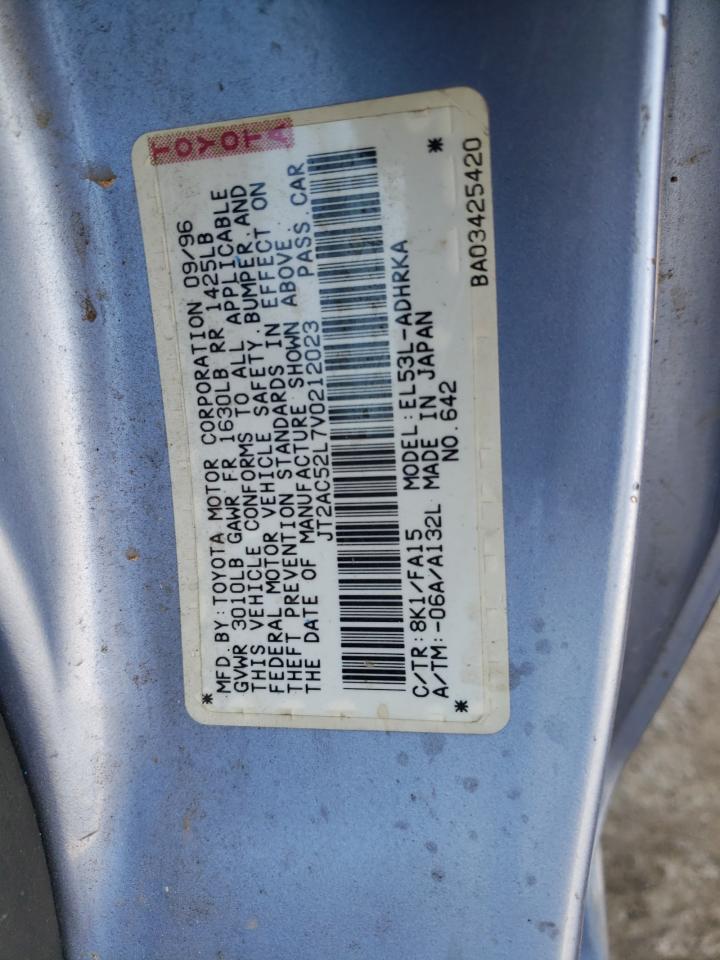 TOYOTA
MFD. BY: TOYOTA MOTOR CORPORATION 09/96
GVWR 3010LB GAWR FR 1630LB RR 1425LB
THIS VEHICLE CONFORMS TO ALL APPLICABLE
FEDERAL MOTOR VEHICLE SAFETY, BUMPER, AND
THEFT PREVENTION STANDARDS IN EFFECT ON
THE DATE OF MANUFACTURE SHOWN ABOVE.
JT2AC52L7V0212023 PASS. CAR
* *
C/TR: 8K1/FA15 MODEL: EL53L-ADHRKA
A/TM: -06A/A132L MADE IN JAPAN
* NO. 642
BA03425420